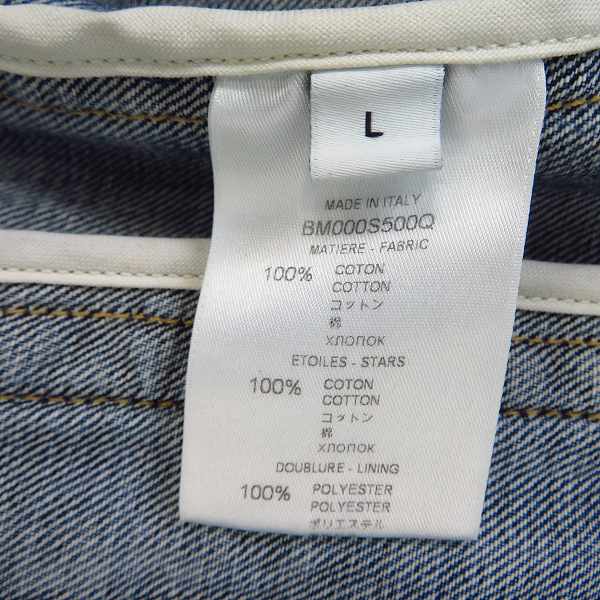 L
MADE IN ITALY
BM000S500Q
MATIERE - FABRIC
100% COTON
COTTON
コットン
棉
ХЛОПОК
ETOILES - STARS
100% COTON
COTTON
コットン
棉
ХЛОПОК
DOUBLURE - LINING
100% POLYESTER
POLYESTER
ポリエステル